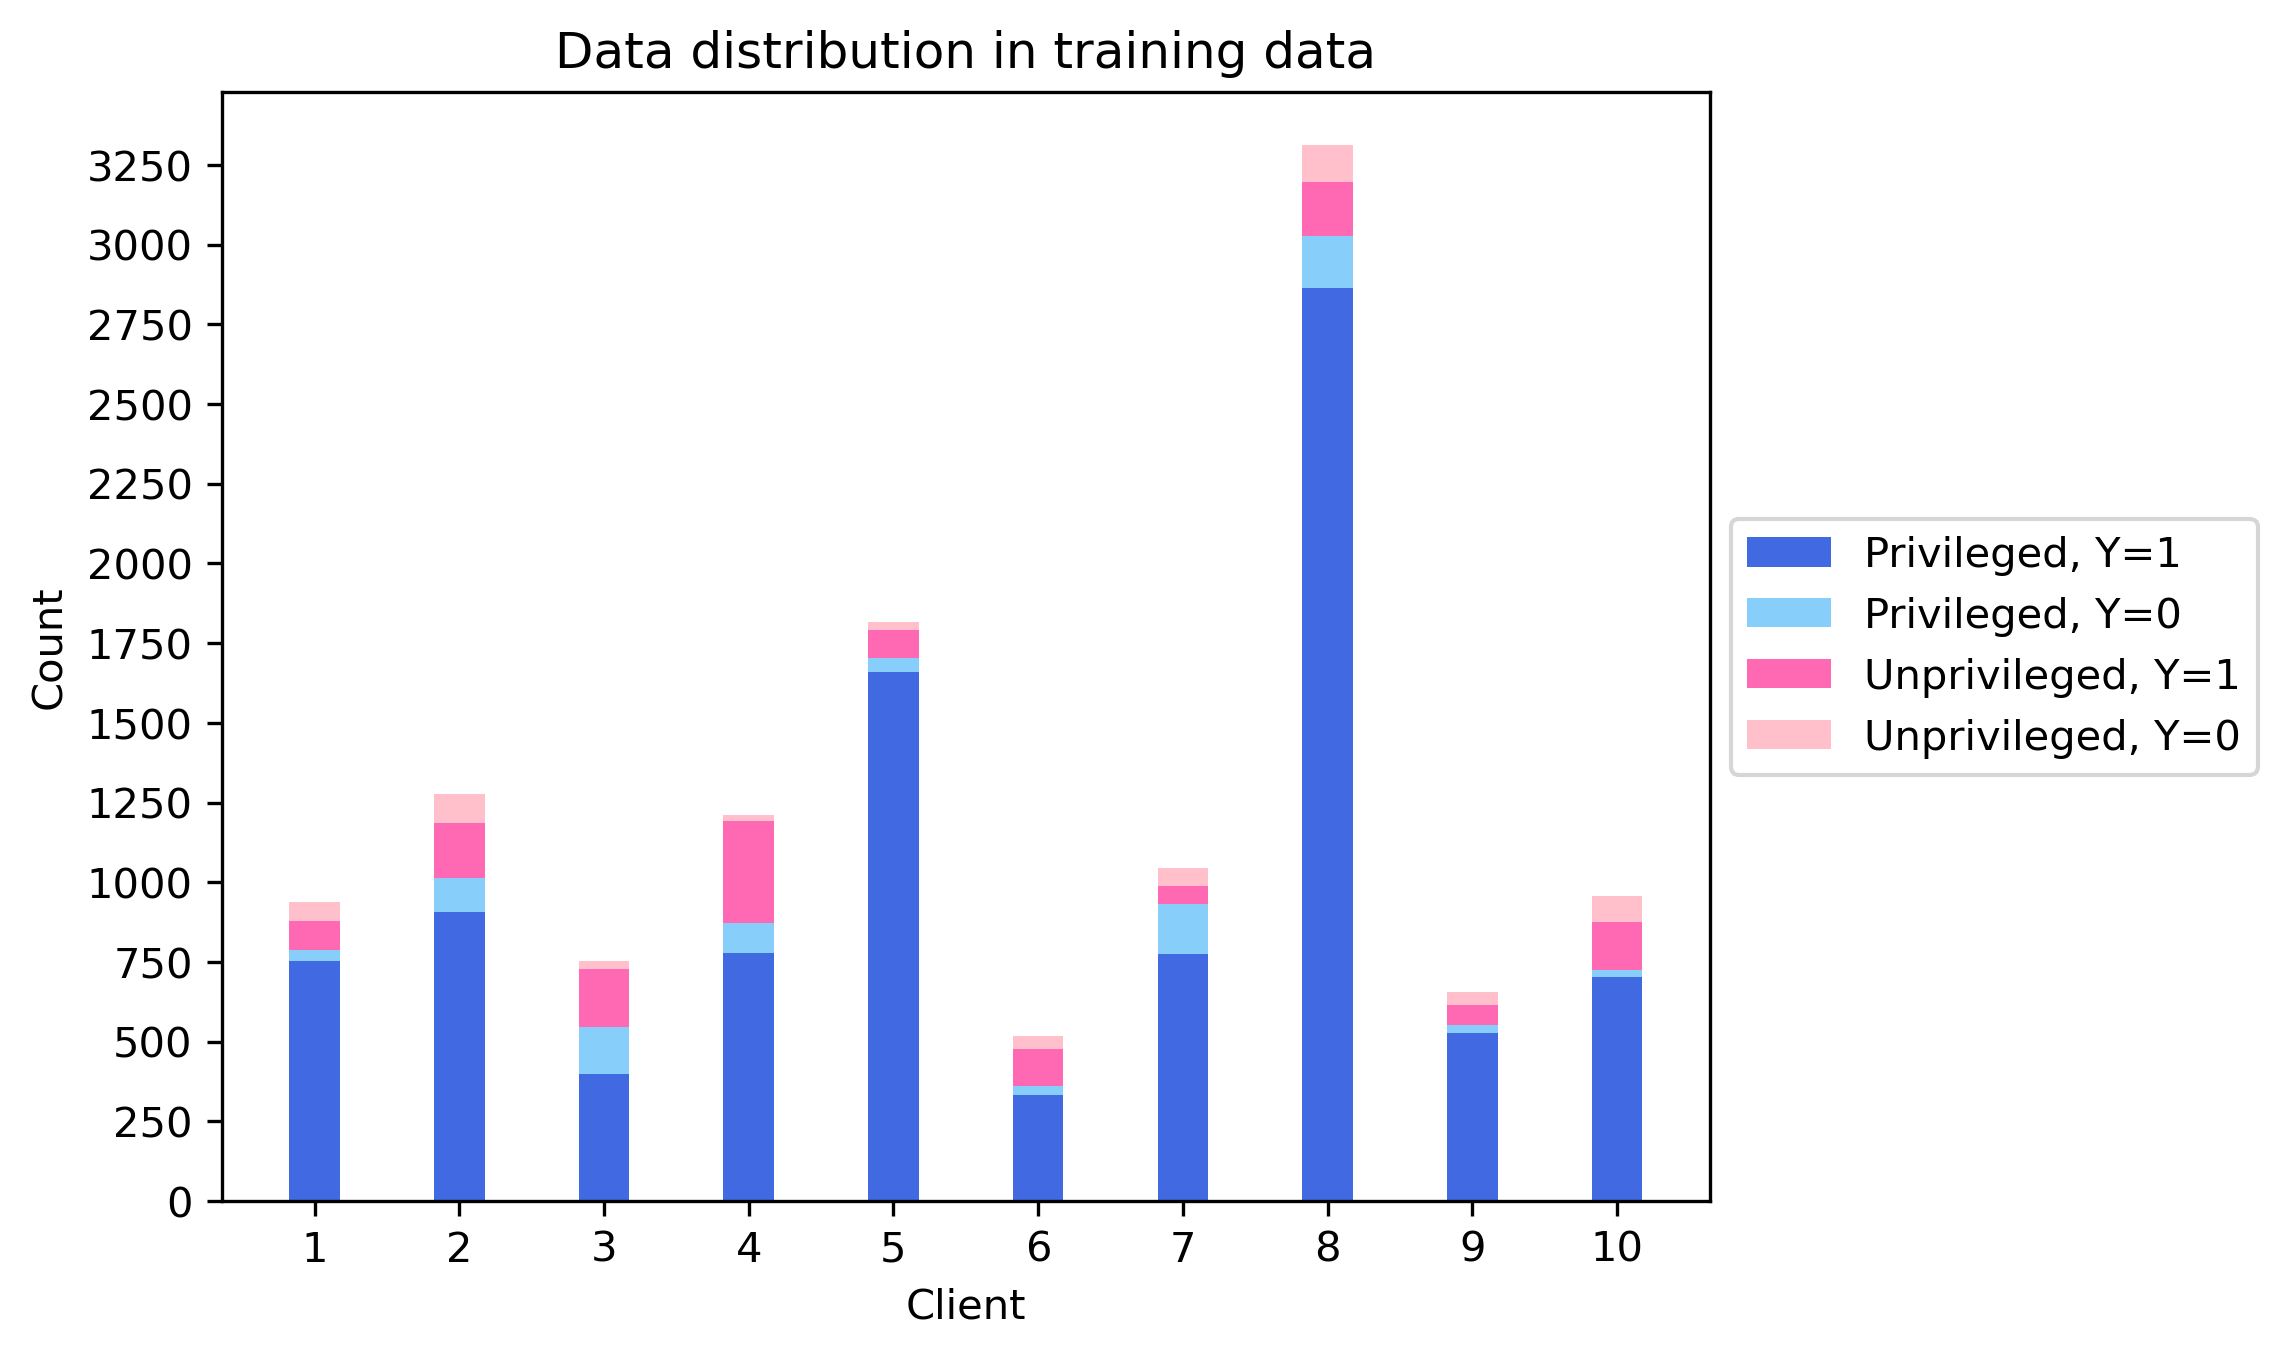 Data distribution in training data
Count
3250
3000
2750
2500
2250
2000
1750
1500
1250
1000
750
500
250
0
1 2 3 4 5 6 7 8 9 10
Client
Privileged, Y=1
Privileged, Y=0
Unprivileged, Y=1
Unprivileged, Y=0